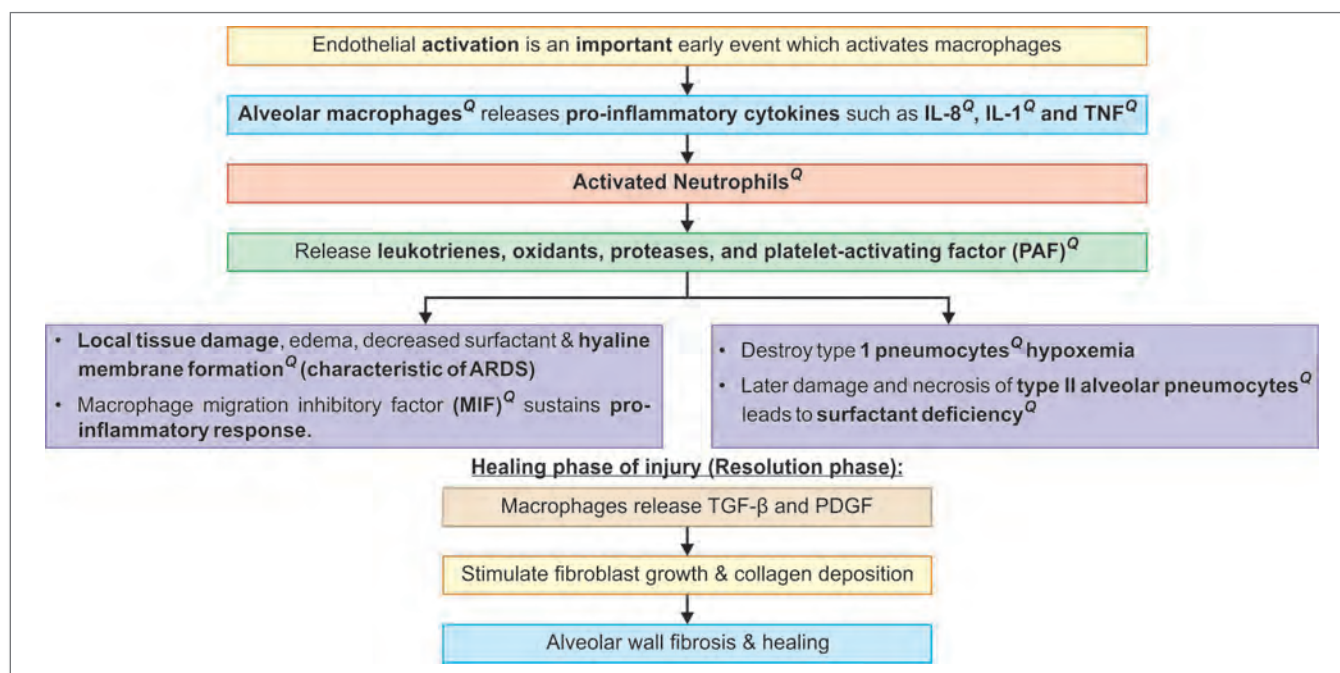 Endothelial activation is an important early event which activates macrophages
Alveolar macrophagesQ releases pro-inflammatory cytokines such as IL-8Q, IL-1Q and TNFQ
Activated NeutrophilsQ
Release leukotrienes, oxidants, proteases, and platelet-activating factor (PAF)Q
• Local tissue damage, edema, decreased surfactant & hyaline
membrane formationQ (characteristic of ARDS)
• Macrophage migration inhibitory factor (MIF)Q sustains pro-
inflammatory response.
• Destroy type 1 pneumocytesQ hypoxemia
• Later damage and necrosis of type II alveolar pneumocytesQ
leads to surfactant deficiencyQ
Healing phase of injury (Resolution phase):
Macrophages release TGF-β and PDGF
Stimulate fibroblast growth & collagen deposition
Alveolar wall fibrosis & healing